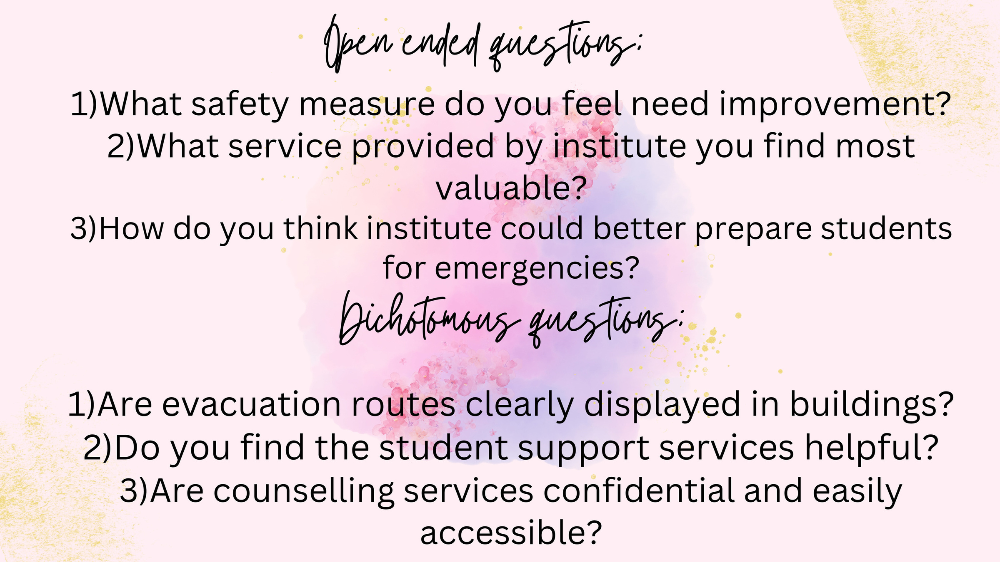 Open ended questions:
1)What safety measure do you feel need improvement?
2)What service provided by institute you find most
valuable?
3)How do you think institute could better prepare students
for emergencies?
Dichotomous questions:
1)Are evacuation routes clearly displayed in buildings?
2)Do you find the student support services helpful?
3)Are counselling services confidential and easily
accessible?